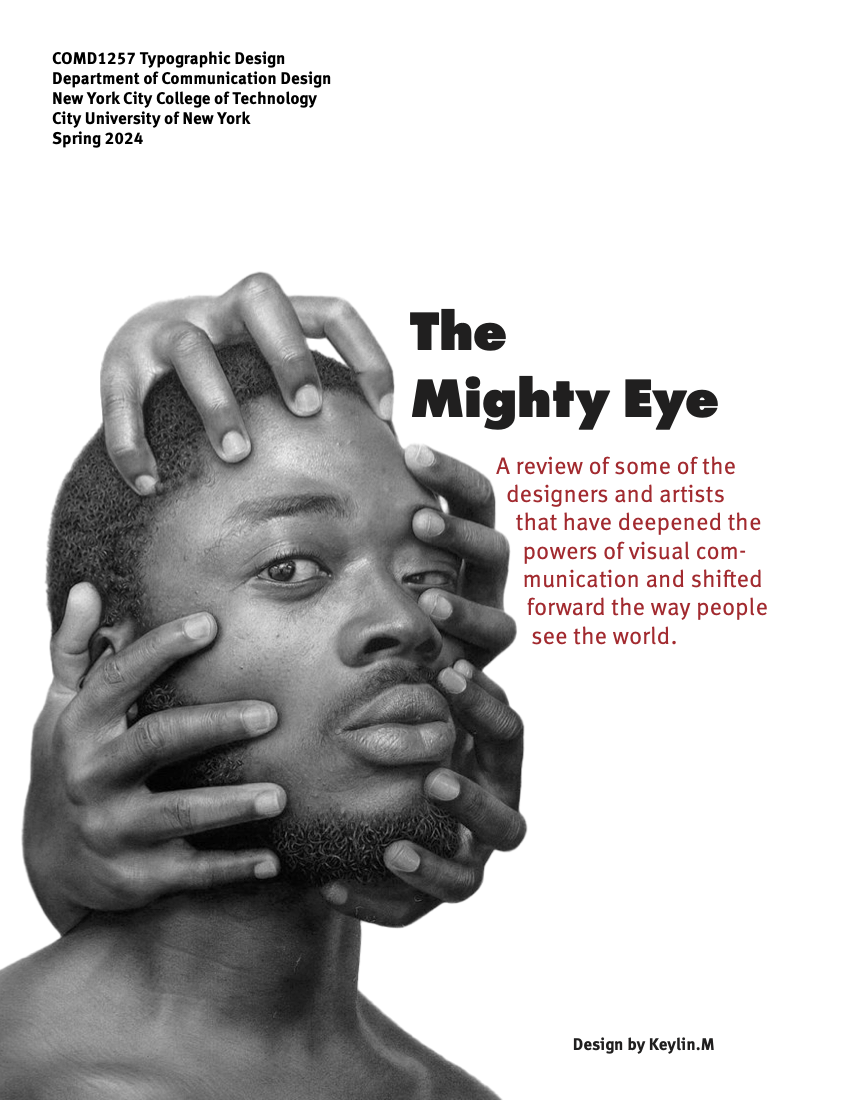 COMD1257 Typographic Design
Department of Communication Design
New York City College of Technology
City University of New York
Spring 2024
The
Mighty Eye
A review of some of the
designers and artists
that have deepened the
powers of visual com-
munication and shifted
forward the way people
see the world.
Design by Keylin.M